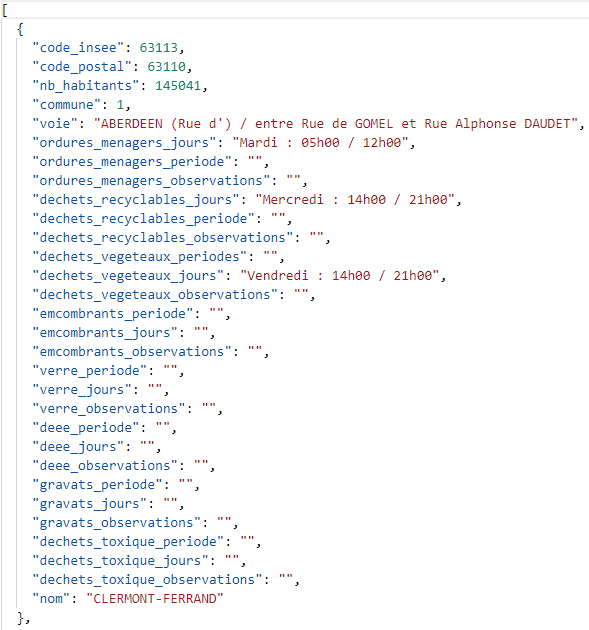 [
{
"code_insee": 63113,
"code_postal": 63110,
"nb_habitants": 145041,
"commune": 1,
"voie": "ABERDEEN (Rue d') / entre Rue de GOMEL et Rue Alphonse DAUDET",
"ordures_menagers_jours": "Mardi : 05h00 / 12h00",
"ordures_menagers_periode": "",
"ordures_menagers_observations": "",
"dechets_recyclables_jours": "Mercredi : 14h00 / 21h00",
"dechets_recyclables_periode": "",
"dechets_recyclables_observations": "",
"dechets_vegeteaux_periodes": "",
"dechets_vegeteaux_jours": "Vendredi : 14h00 / 21h00",
"dechets_vegeteaux_observations": "",
"emcombrants_periode": "",
"emcombrants_jours": "",
"emcombrants_observations": "",
"verre_periode": "",
"verre_jours": "",
"verre_observations": "",
"deee_periode": "",
"deee_jours": "",
"deee_observations": "",
"gravats_periode": "",
"gravats_jours": "",
"gravats_observations": "",
"dechets_toxique_periode": "",
"dechets_toxique_jours": "",
"dechets_toxique_observations": "",
"nom": "CLERMONT-FERRAND"
},